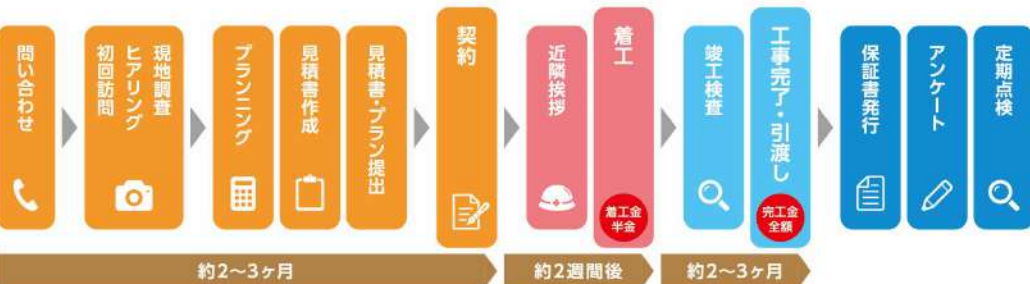 問い合わせ
現地調査
ヒアリング
初回訪問
プランニング
見積書作成
見積書・プラン提出
契約
近隣挨拶
着工
着工金
半金
竣工検査
工事完了・引渡し
完工金
全額
保証書発行
アンケート
定期点検
約2〜3ヶ月
約2週間後
約2〜3ヶ月